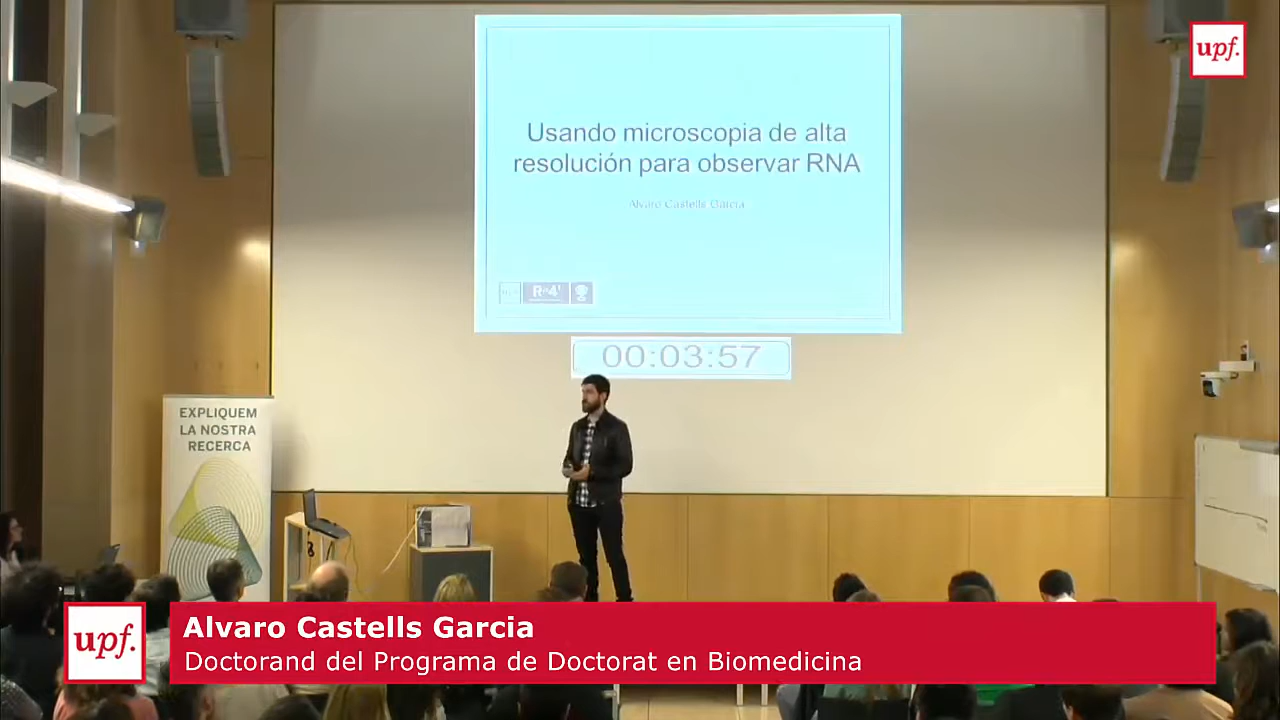 upf.
Usando microscopia de alta
resolución para observar RNA
Alvaro Castells Garcia
00:03:57
EXPLIQUEM
LA NOSTRA
RECERCA
upf.
Alvaro Castells Garcia
Doctorand del Programa de Doctorat en Biomedicina